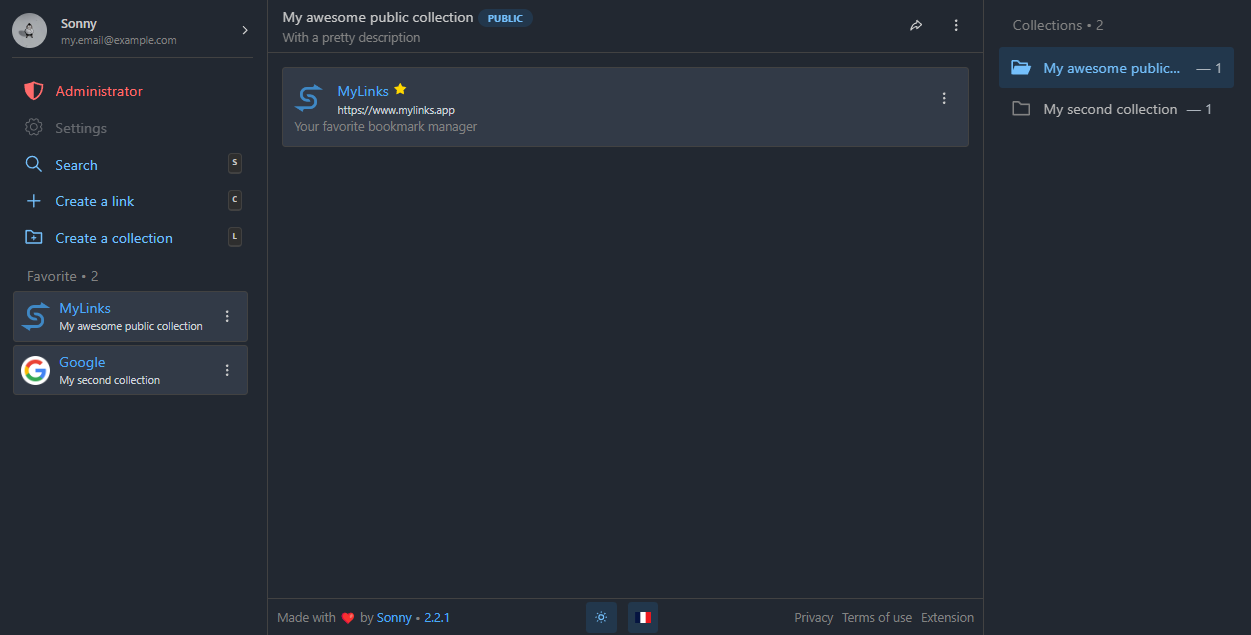 Sonny
my.email@example.com
Administrator
Settings
Search S
Create a link C
Create a collection L
Favorite • 2
MyLinks
My awesome public collection
Google
My second collection
My awesome public collection PUBLIC
With a pretty description
MyLinks
https://www.mylinks.app
Your favorite bookmark manager
Made with ❤️ by Sonny • 2.2.1
Privacy Terms of use Extension
Collections • 2
My awesome public... — 1
My second collection — 1